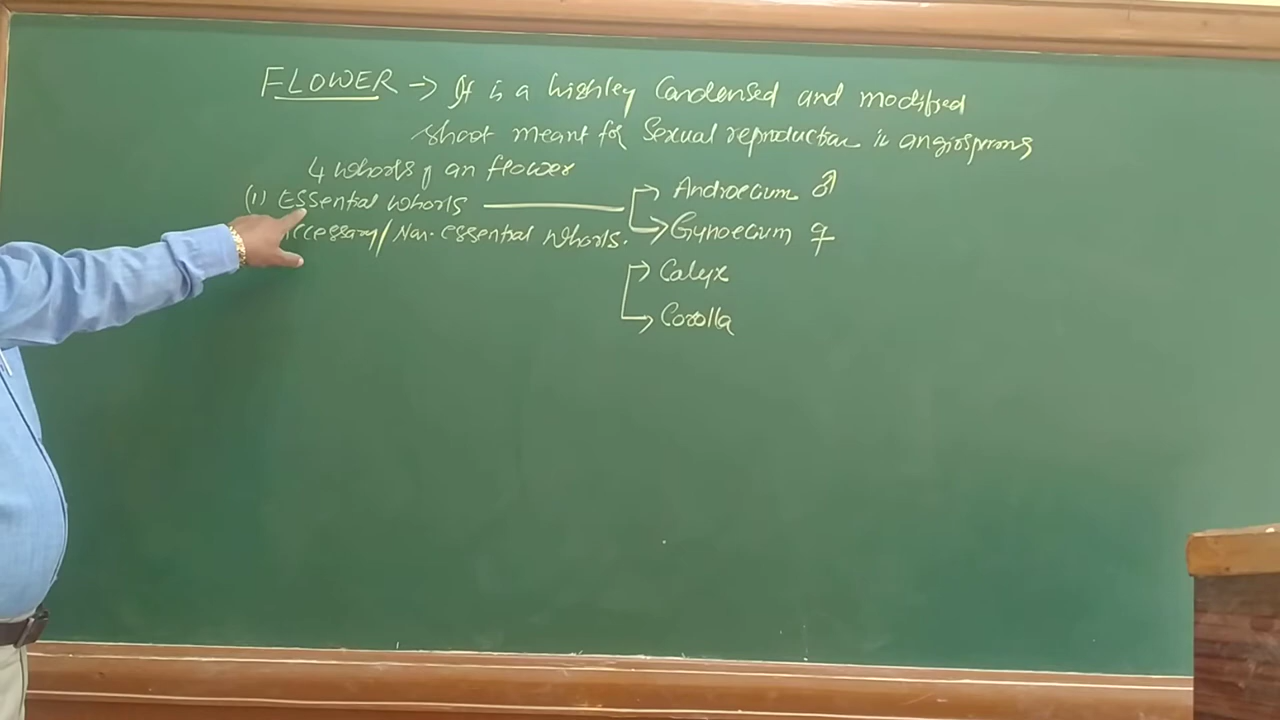 FLOWER → It is a highley Condensed and modified
shoot meant for Sexual reproduction in angiosperms
4 whorls of an flower
(1) Essential whorls
Androecium ♂
ccessary/ Non-essential whorls.
Gynoecium ♀
Calyx
Corolla